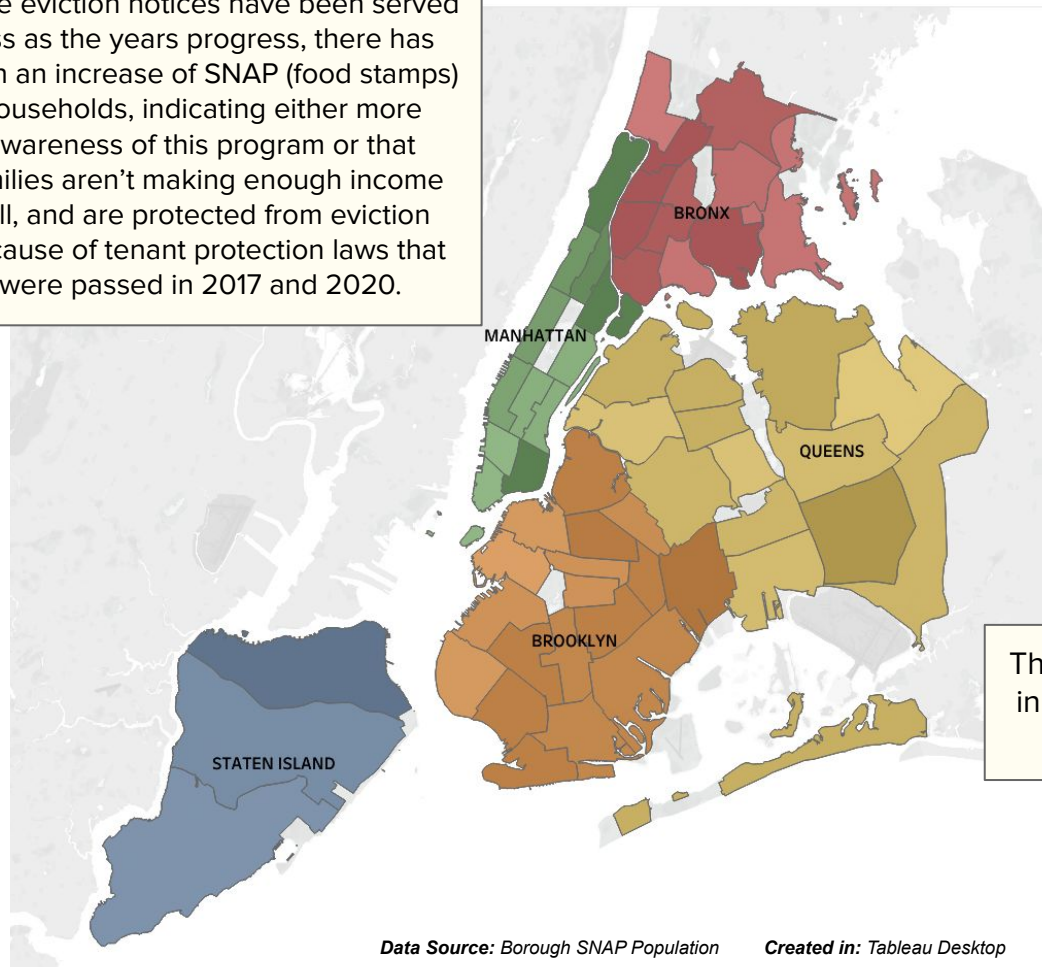 e eviction notices have been served
ss as the years progress, there has
n an increase of SNAP (food stamps)
ouseholds, indicating either more
wareness of this program or that
nilies aren't making enough income
ll, and are protected from eviction
cause of tenant protection laws that
were passed in 2017 and 2020.
BRONX
MANHATTAN
QUEENS
BROOKLYN
Th
in
STATEN ISLAND
Data Source: Borough SNAP Population Created in: Tableau Desktop